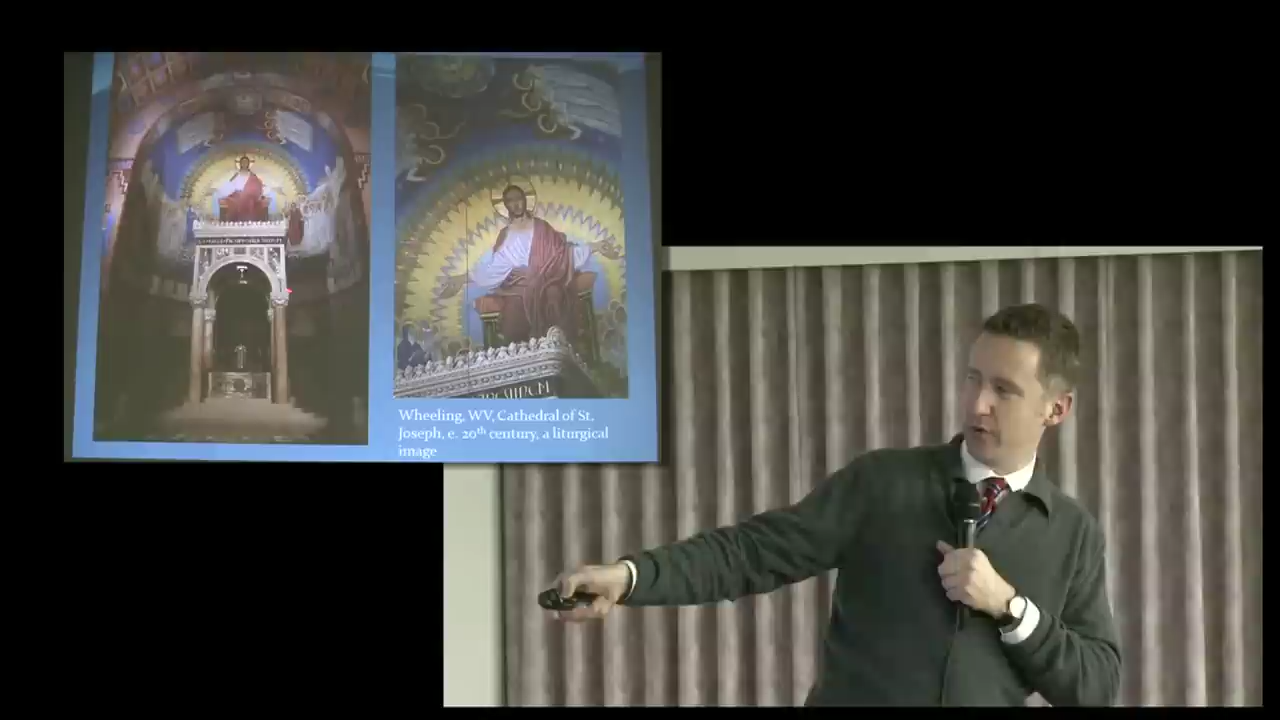 Wheeling, WV, Cathedral of St.
Joseph, e. 20th century, a liturgical
image